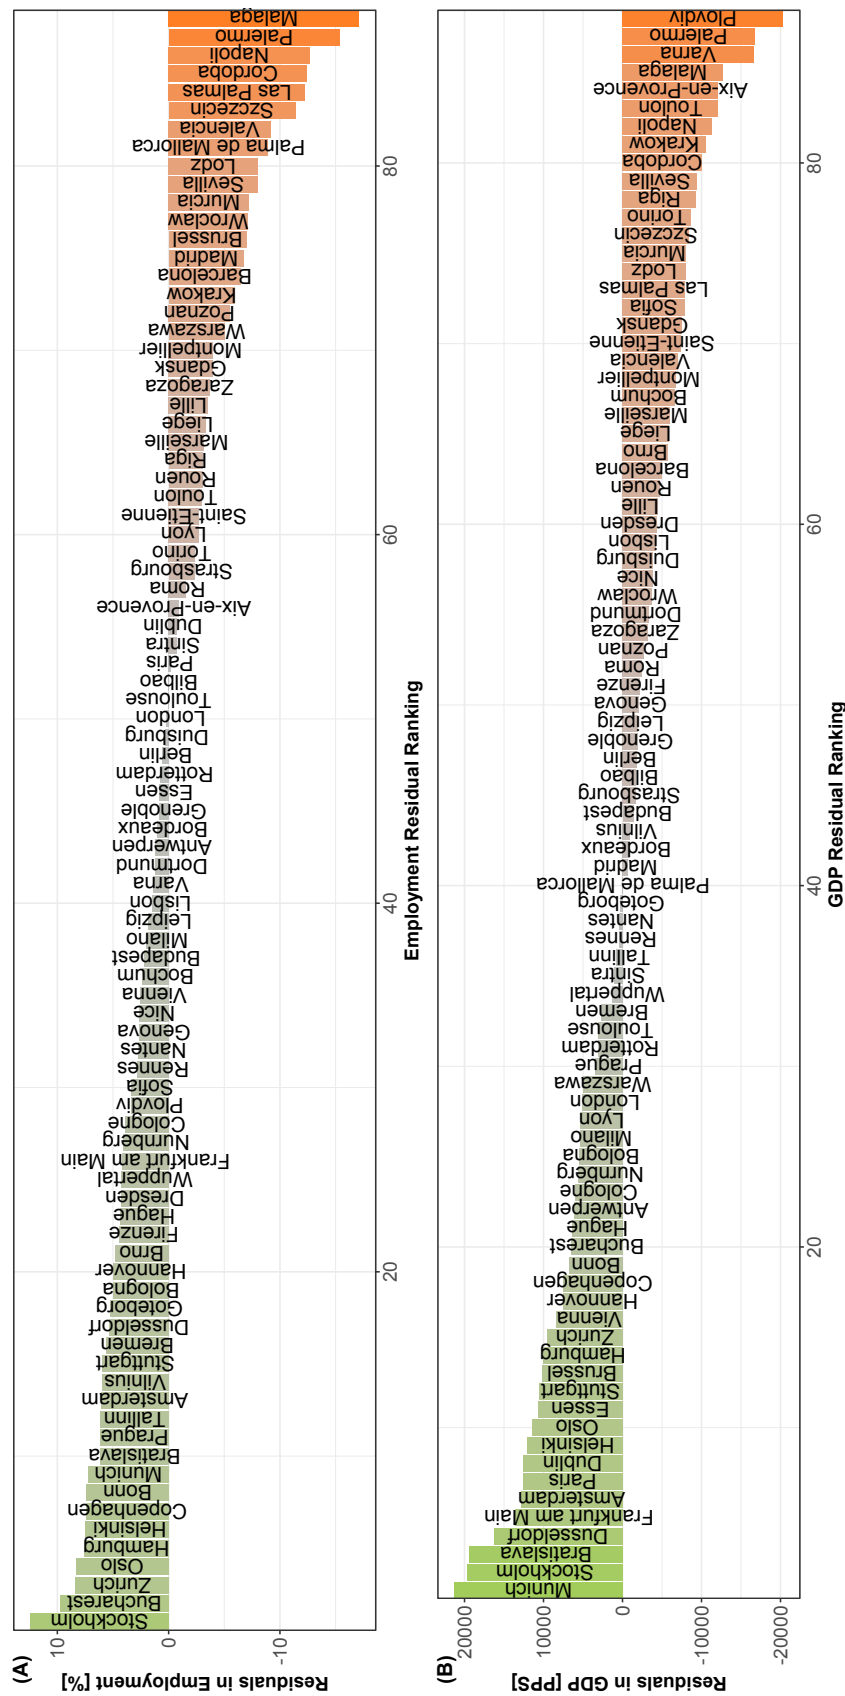 (A)
Residuals in Employment [%]
10
0
-10
Stockholm
Bucharest
Zurich
Oslo
Hamburg
Helsinki
Copenhagen
Bonn
Munich
Bratislava
Prague
Tallinn
Amsterdam
Vilnius
Stuttgart
Bremen
Dusseldorf
Goteborg
Bologna
Hannover
Brno
Firenze
Hague
Dresden
Wuppertal
Frankfurt am Main
Nurnberg
Cologne
Plovdiv
Sofia
Rennes
Nantes
Genova
Nice
Vienna
Bochum
Budapest
Milano
Leipzig
Lisbon
Varna
Dortmund
Antwerpen
Bordeaux
Grenoble
Essen
Rotterdam
Berlin
Duisburg
London
Toulouse
Bilbao
Paris
Sintra
Dublin
Aix-en-Provence
Roma
Strasbourg
Torino
Lyon
Saint-Etienne
Toulon
Rouen
Riga
Marseille
Liege
Lille
Zaragoza
Gdansk
Montpellier
Warszawa
Poznan
Krakow
Barcelona
Madrid
Brussel
Wroclaw
Murcia
Sevilla
Lodz
Palma de Mallorca
Valencia
Szczecin
Las Palmas
Cordoba
Napoli
Palermo
Malaga
20
40
60
80
Employment Residual Ranking
(B)
Residuals in GDP [PPS]
20000
10000
0
-10000
-20000
Munich
Stockholm
Bratislava
Dusseldorf
Frankfurt am Main
Amsterdam
Paris
Dublin
Helsinki
Oslo
Essen
Stuttgart
Brussel
Hamburg
Zurich
Vienna
Hannover
Copenhagen
Bonn
Bucharest
Hague
Antwerpen
Cologne
Nurnberg
Bologna
Milano
Lyon
London
Warszawa
Prague
Rotterdam
Toulouse
Bremen
Wuppertal
Sintra
Tallinn
Rennes
Nantes
Goteborg
Palma de Mallorca
Madrid
Bordeaux
Vilnius
Budapest
Strasbourg
Bilbao
Berlin
Grenoble
Leipzig
Genova
Firenze
Roma
Poznan
Zaragoza
Dortmund
Wroclaw
Nice
Duisburg
Lisbon
Dresden
Lille
Rouen
Barcelona
Brno
Liege
Marseille
Bochum
Montpellier
Valencia
Saint-Etienne
Gdansk
Sofia
Las Palmas
Lodz
Murcia
Szczecin
Torino
Riga
Sevilla
Cordoba
Krakow
Napoli
Toulon
Aix-en-Provence
Malaga
Varna
Palermo
Plovdiv
20
40
60
80
GDP Residual Ranking